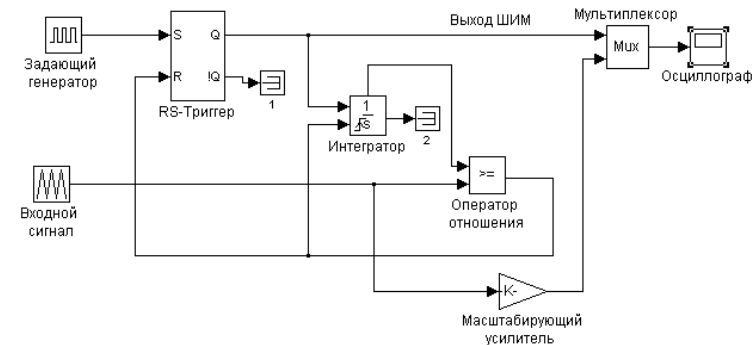 Выход ШИМ
Мультиплексор
S
Q
Mux
R
!Q
Задающий
генератор
Осциллограф
1
RS-Триггер
1
s
2
Интегратор
>=
Входной
сигнал
Оператор
отношения
-K-
Масштабирующий
усилитель